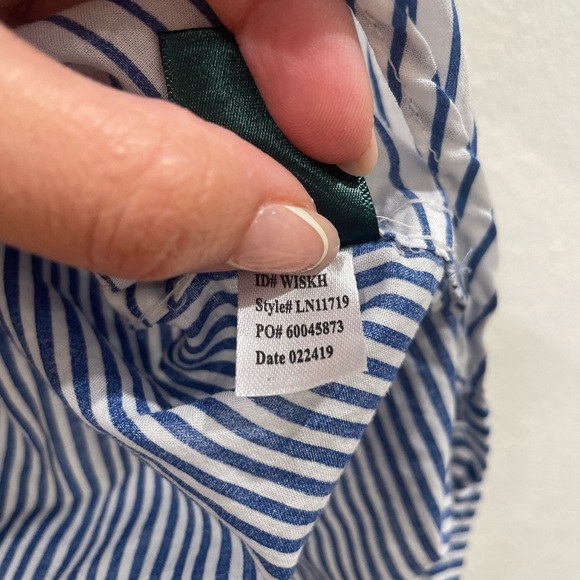 ID# WISKH
Style# LN11719
PO# 60045873
Date 022419